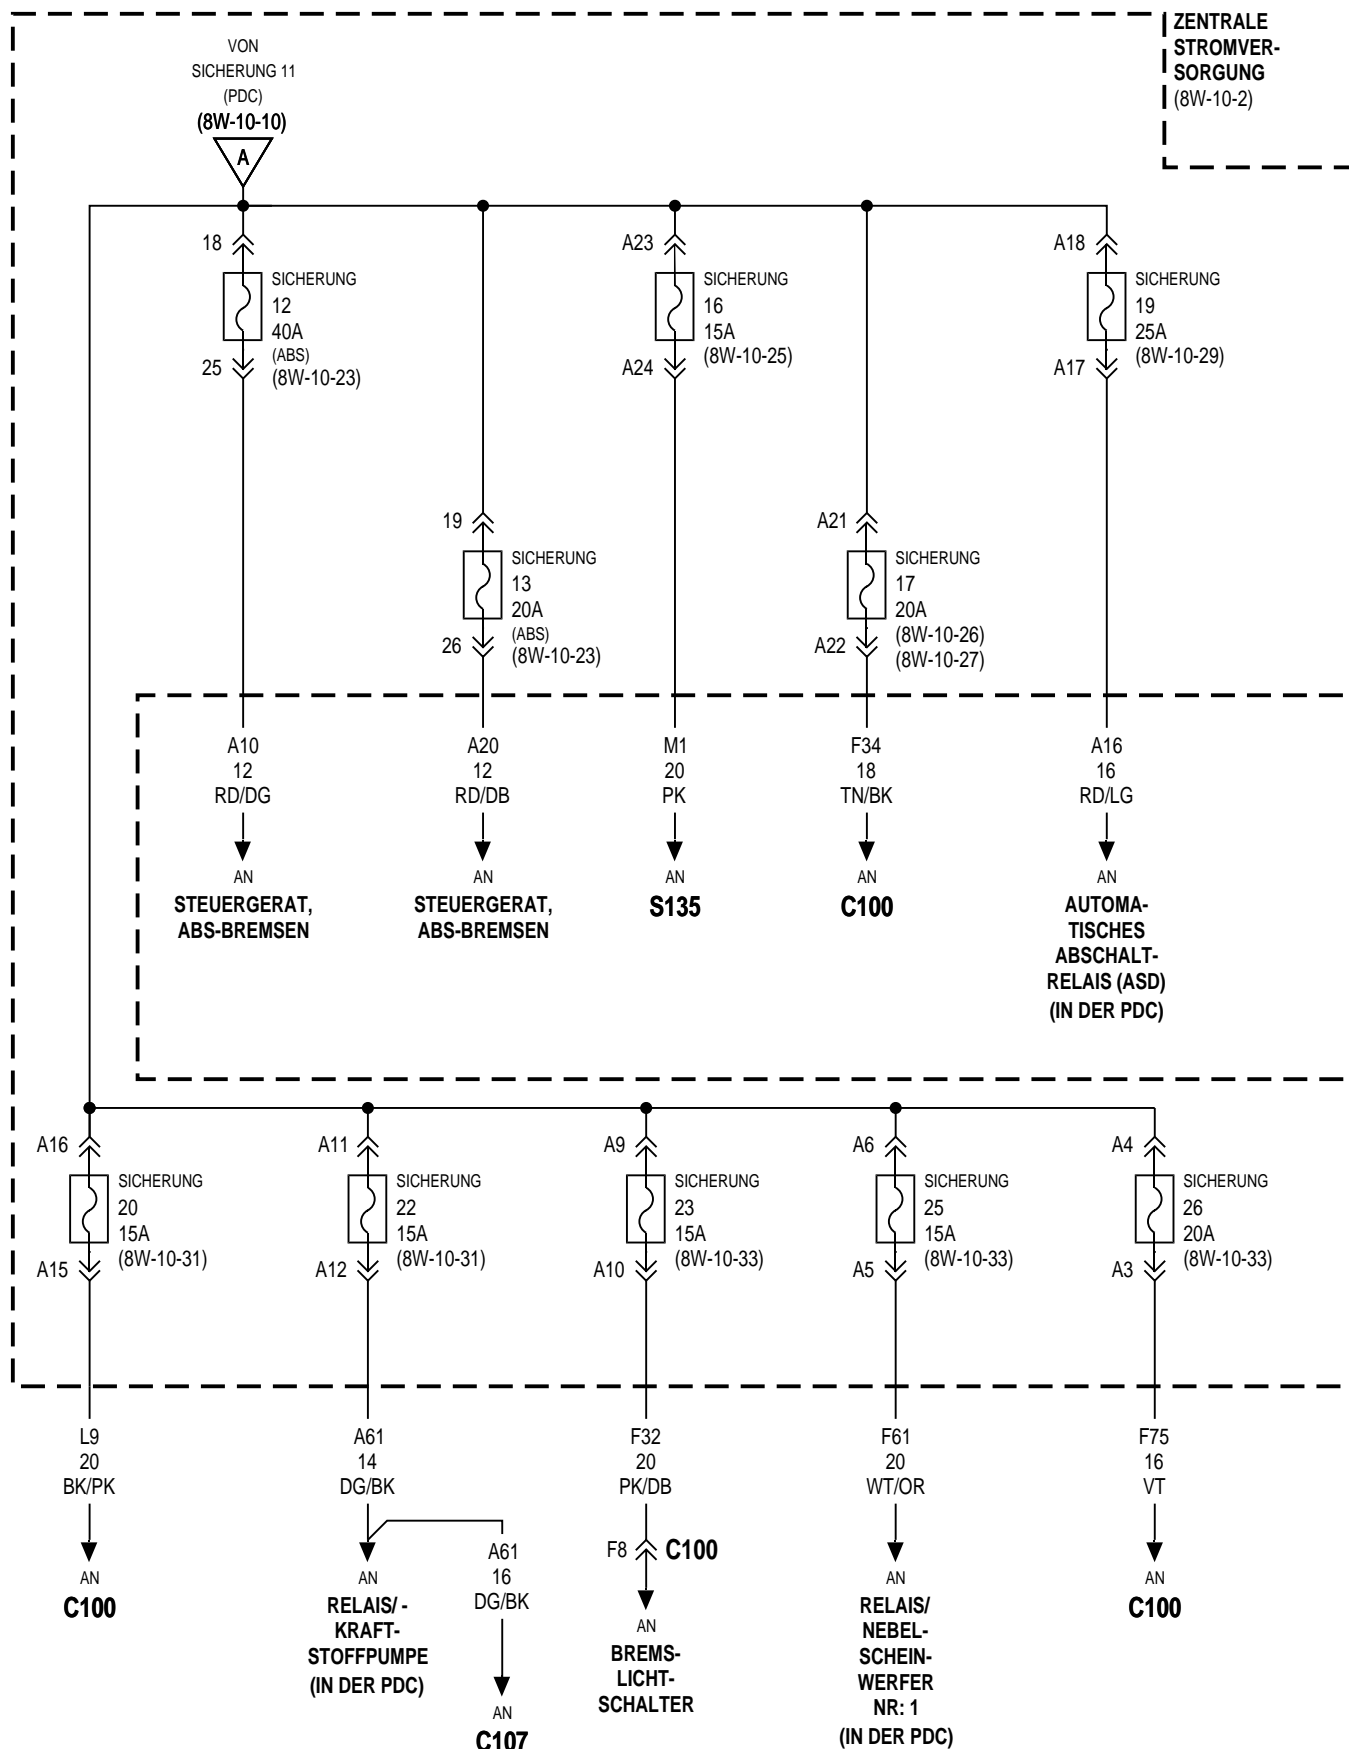 ZENTRALE
STROMVER-
SORGUNG
(8W-10-2)
VON
SICHERUNG 11
(PDC)
(8W-10-10)
A
18
SICHERUNG
12
40A
(ABS)
(8W-10-23)
25
A23
SICHERUNG
16
15A
(8W-10-25)
A24
A18
SICHERUNG
19
25A
(8W-10-29)
A17
19
SICHERUNG
13
20A
(ABS)
(8W-10-23)
26
A21
SICHERUNG
17
20A
(8W-10-26)
(8W-10-27)
A22
A10
12
RD/DG
AN
STEUERGERAT,
ABS-BREMSEN
A20
12
RD/DB
AN
STEUERGERAT,
ABS-BREMSEN
M1
20
PK
AN
S135
F34
18
TN/BK
AN
C100
A16
16
RD/LG
AN
AUTOMA-
TISCHES
ABSCHALT-
RELAIS (ASD)
(IN DER PDC)
A16
SICHERUNG
20
15A
(8W-10-31)
A15
A11
SICHERUNG
22
15A
(8W-10-31)
A12
A9
SICHERUNG
23
15A
(8W-10-33)
A10
A6
SICHERUNG
25
15A
(8W-10-33)
A5
A4
SICHERUNG
26
20A
(8W-10-33)
A3
L9
20
BK/PK
AN
C100
A61
14
DG/BK
AN
RELAIS/ -
KRAFT-
STOFFPUMPE
(IN DER PDC)
A61
16
DG/BK
AN
C107
F32
20
PK/DB
F8
C100
AN
BREMS-
LICHT-
SCHALTER
F61
20
WT/OR
AN
RELAIS/
NEBEL-
SCHEIN-
WERFER
NR: 1
(IN DER PDC)
F75
16
VT
AN
C100